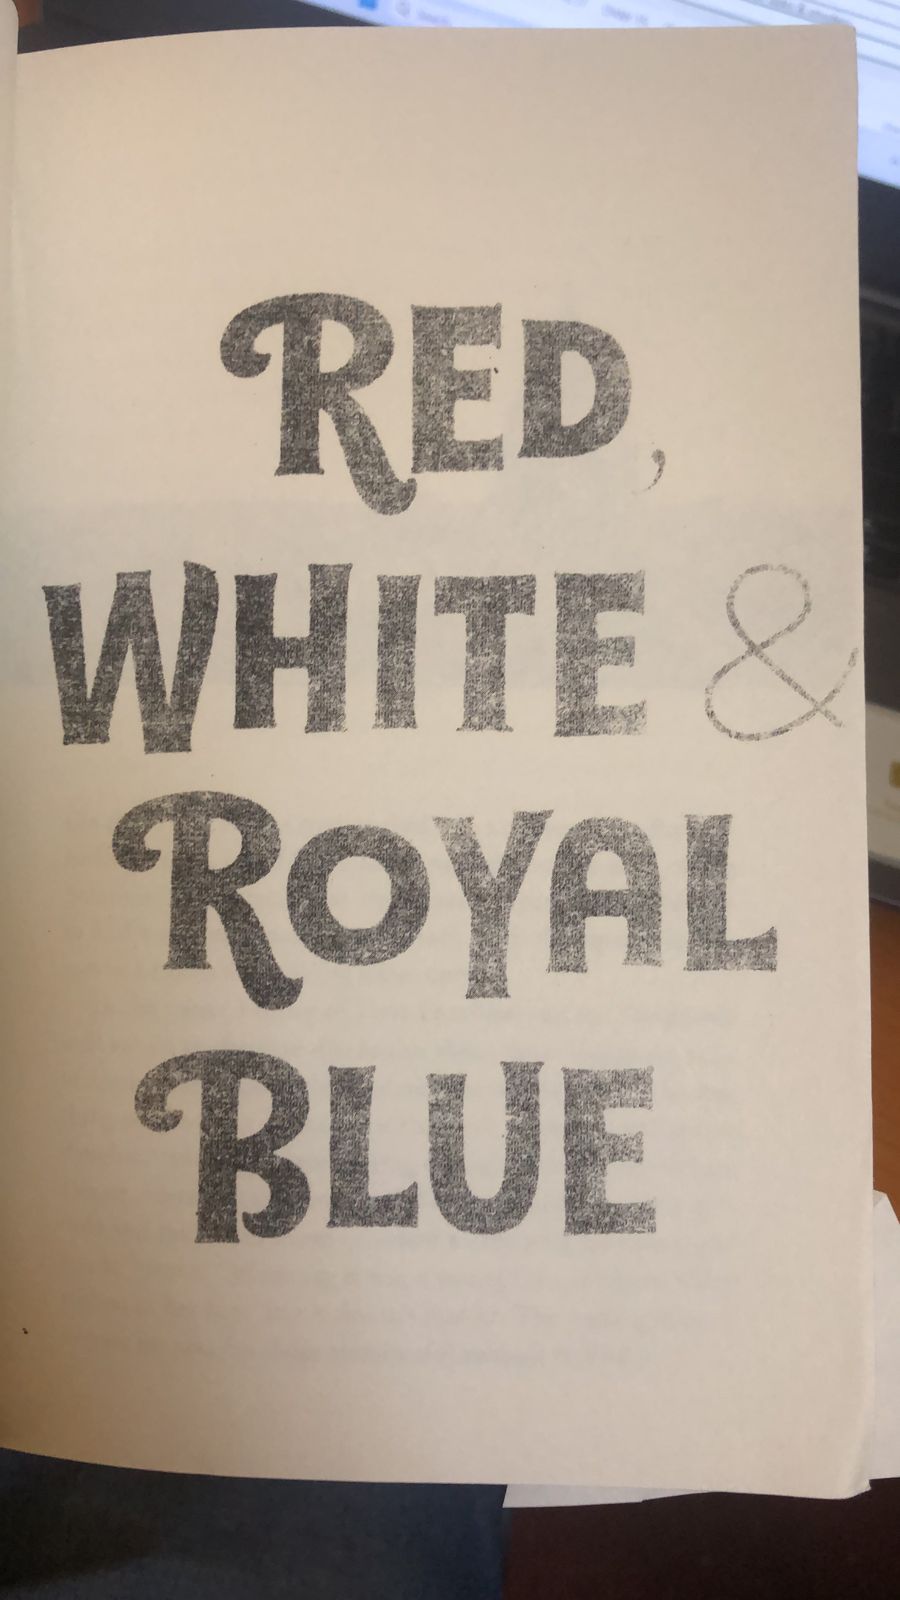 RED,
WHITE &
ROYAL
BLUE